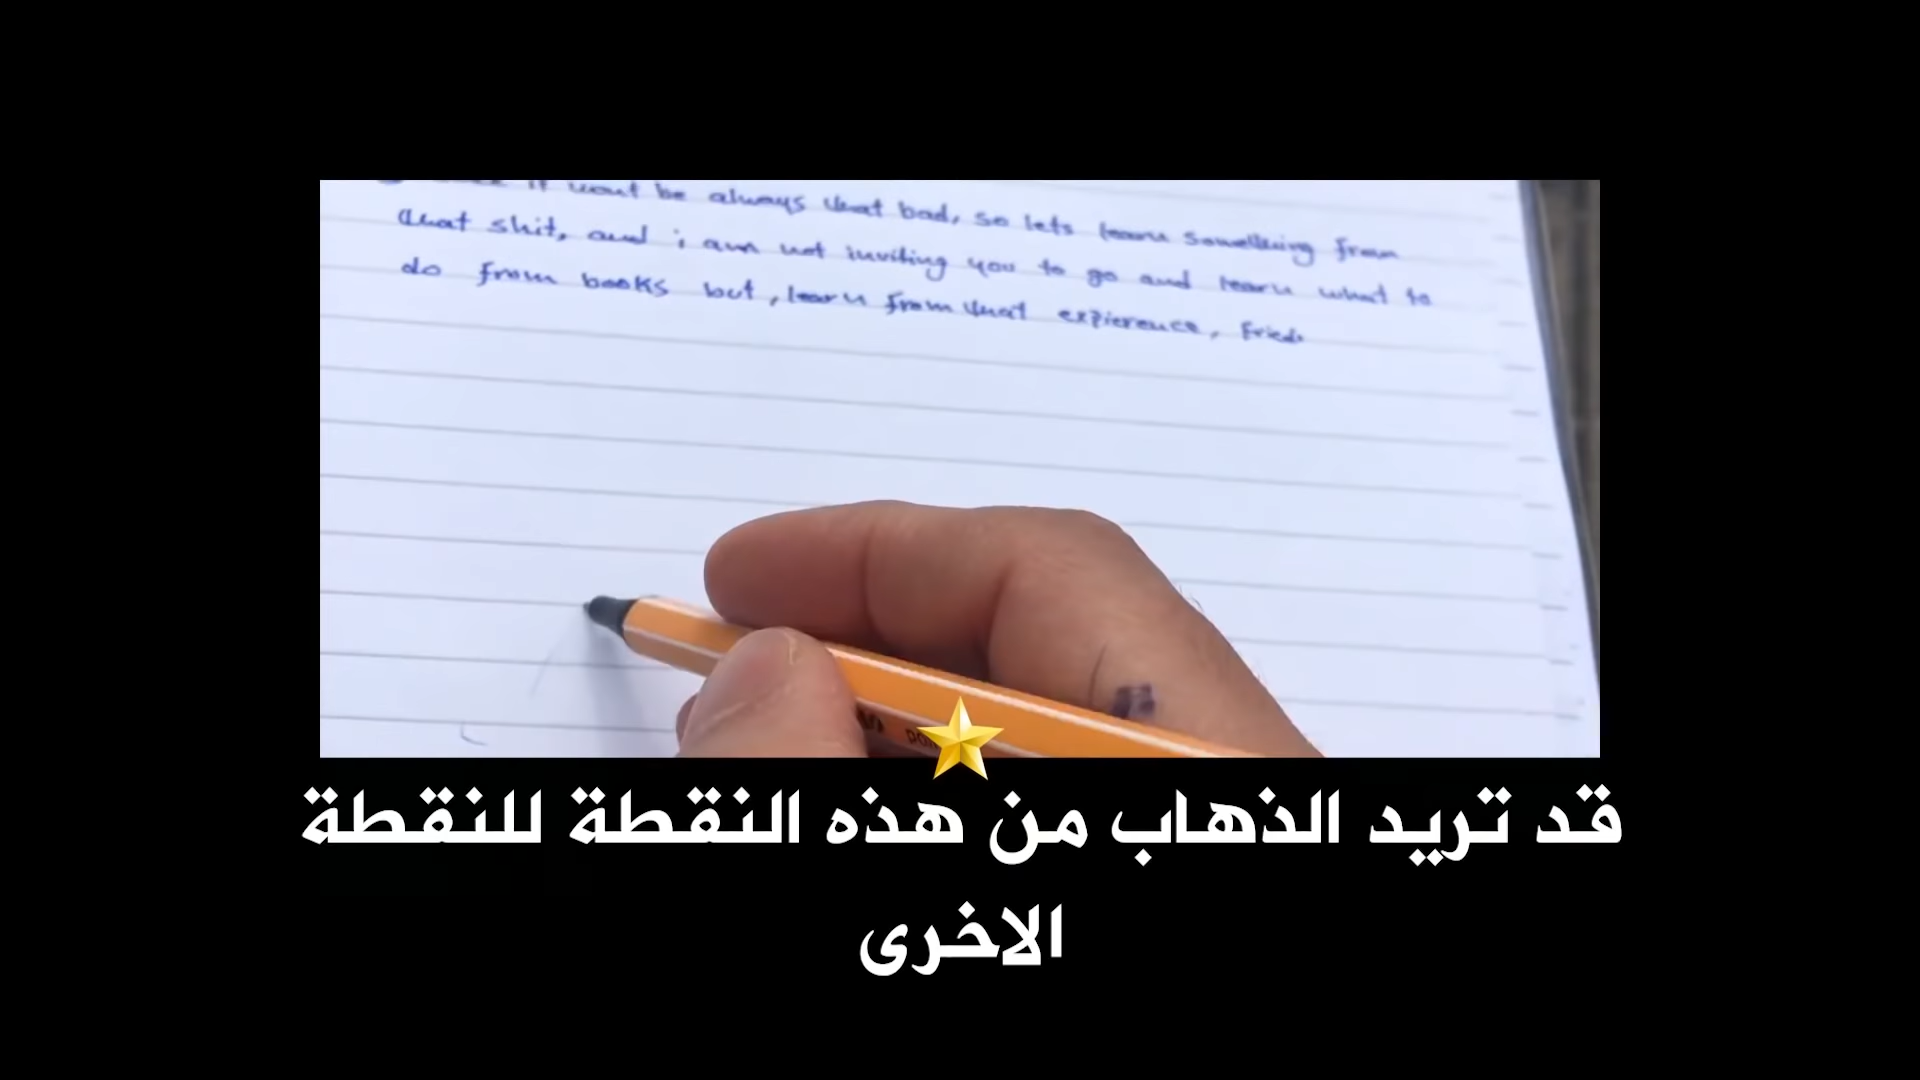 it wont be always that bad, so lets learn something from
that shit, and i am not inviting you to go and learn what to
do from books but, learn from that expierence,
قد تريد الذهاب من هذه النقطة للنقطة
الاخرى